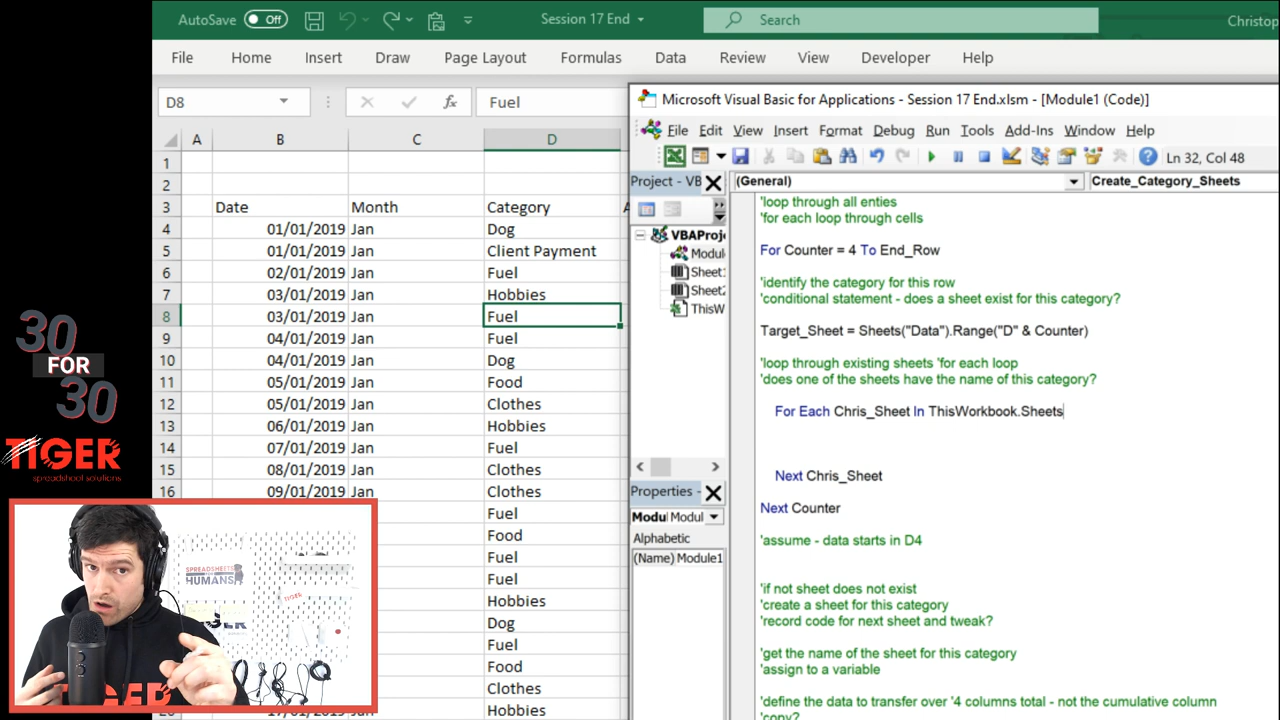 AutoSave Off Session 17 End Search Christop
File Home Insert Draw Page Layout Formulas Data Review View Developer Help
D8 fx Fuel
A B C D
1
2
3 Date Month Category A
4 01/01/2019 Jan Dog
5 01/01/2019 Jan Client Payment
6 02/01/2019 Jan Fuel
7 03/01/2019 Jan Hobbies
8 03/01/2019 Jan Fuel
9 04/01/2019 Jan Fuel
10 04/01/2019 Jan Dog
11 05/01/2019 Jan Food
12 05/01/2019 Jan Clothes
13 06/01/2019 Jan Hobbies
14 07/01/2019 Jan Fuel
15 08/01/2019 Jan Clothes
16 09/01/2019 Jan Clothes
Fuel
Food
Fuel
Fuel
Hobbies
Dog
Fuel
Food
Clothes
Hobbies
Microsoft Visual Basic for Applications - Session 17 End.xlsm - [Module1 (Code)]
File Edit View Insert Format Debug Run Tools Add-Ins Window Help
Ln 32, Col 48
Project - VB
VBAProj
Modul
Sheet1
Sheet2
ThisW
Properties -
Modul Modul
Alphabetic
(Name) Module1
(General) Create_Category_Sheets
'loop through all enties
'for each loop through cells
For Counter = 4 To End_Row
'identify the category for this row
'conditional statement - does a sheet exist for this category?
Target_Sheet = Sheets("Data").Range("D" & Counter)
'loop through existing sheets 'for each loop
'does one of the sheets have the name of this category?
For Each Chris_Sheet In ThisWorkbook.Sheets
Next Chris_Sheet
Next Counter
'assume - data starts in D4
'if not sheet does not exist
'create a sheet for this category
'record code for next sheet and tweak?
'get the name of the sheet for this category
'assign to a variable
'define the data to transfer over '4 columns total - not the cumulative column
'copy?
30
FOR
30
TIGER
spreadsheet solutions
SPREADSHEETS
HUMANS
TIGER